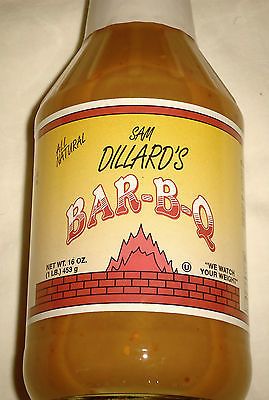 ALL
NATURAL
SAM
DILLARD'S
BAR-B-Q
NET WT. 16 OZ.
(1 LB.) 453 g
U
"WE WATCH
YOUR WEIGHT"